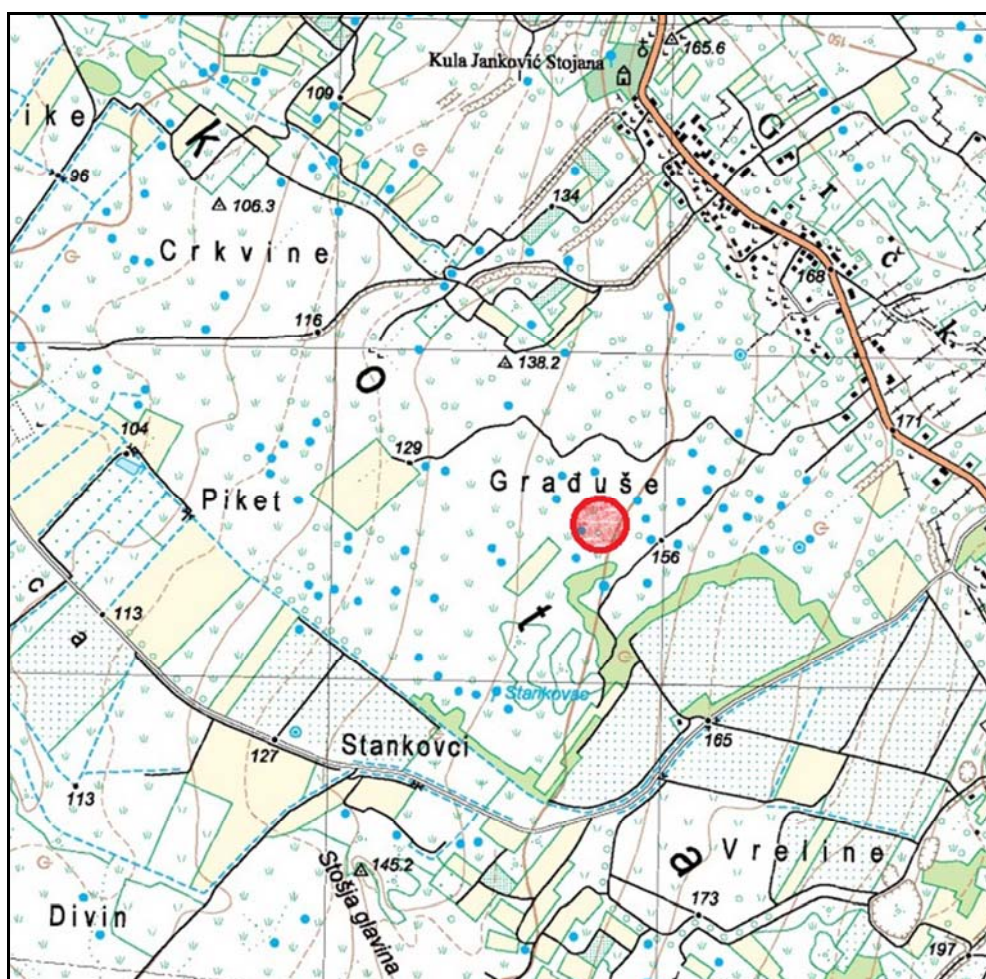 Kula Janković Stojana
165.6
150
109
ike
k
G
r
č
k
96
134
106.3
Crkvine
168
116
o
138.2
171
104
129
Građuše
Piket
156
c
a
113
t
Stankovac
Stankovci
165
127
113
a
Vreline
145.2
Stošija glavina
173
Divin
197